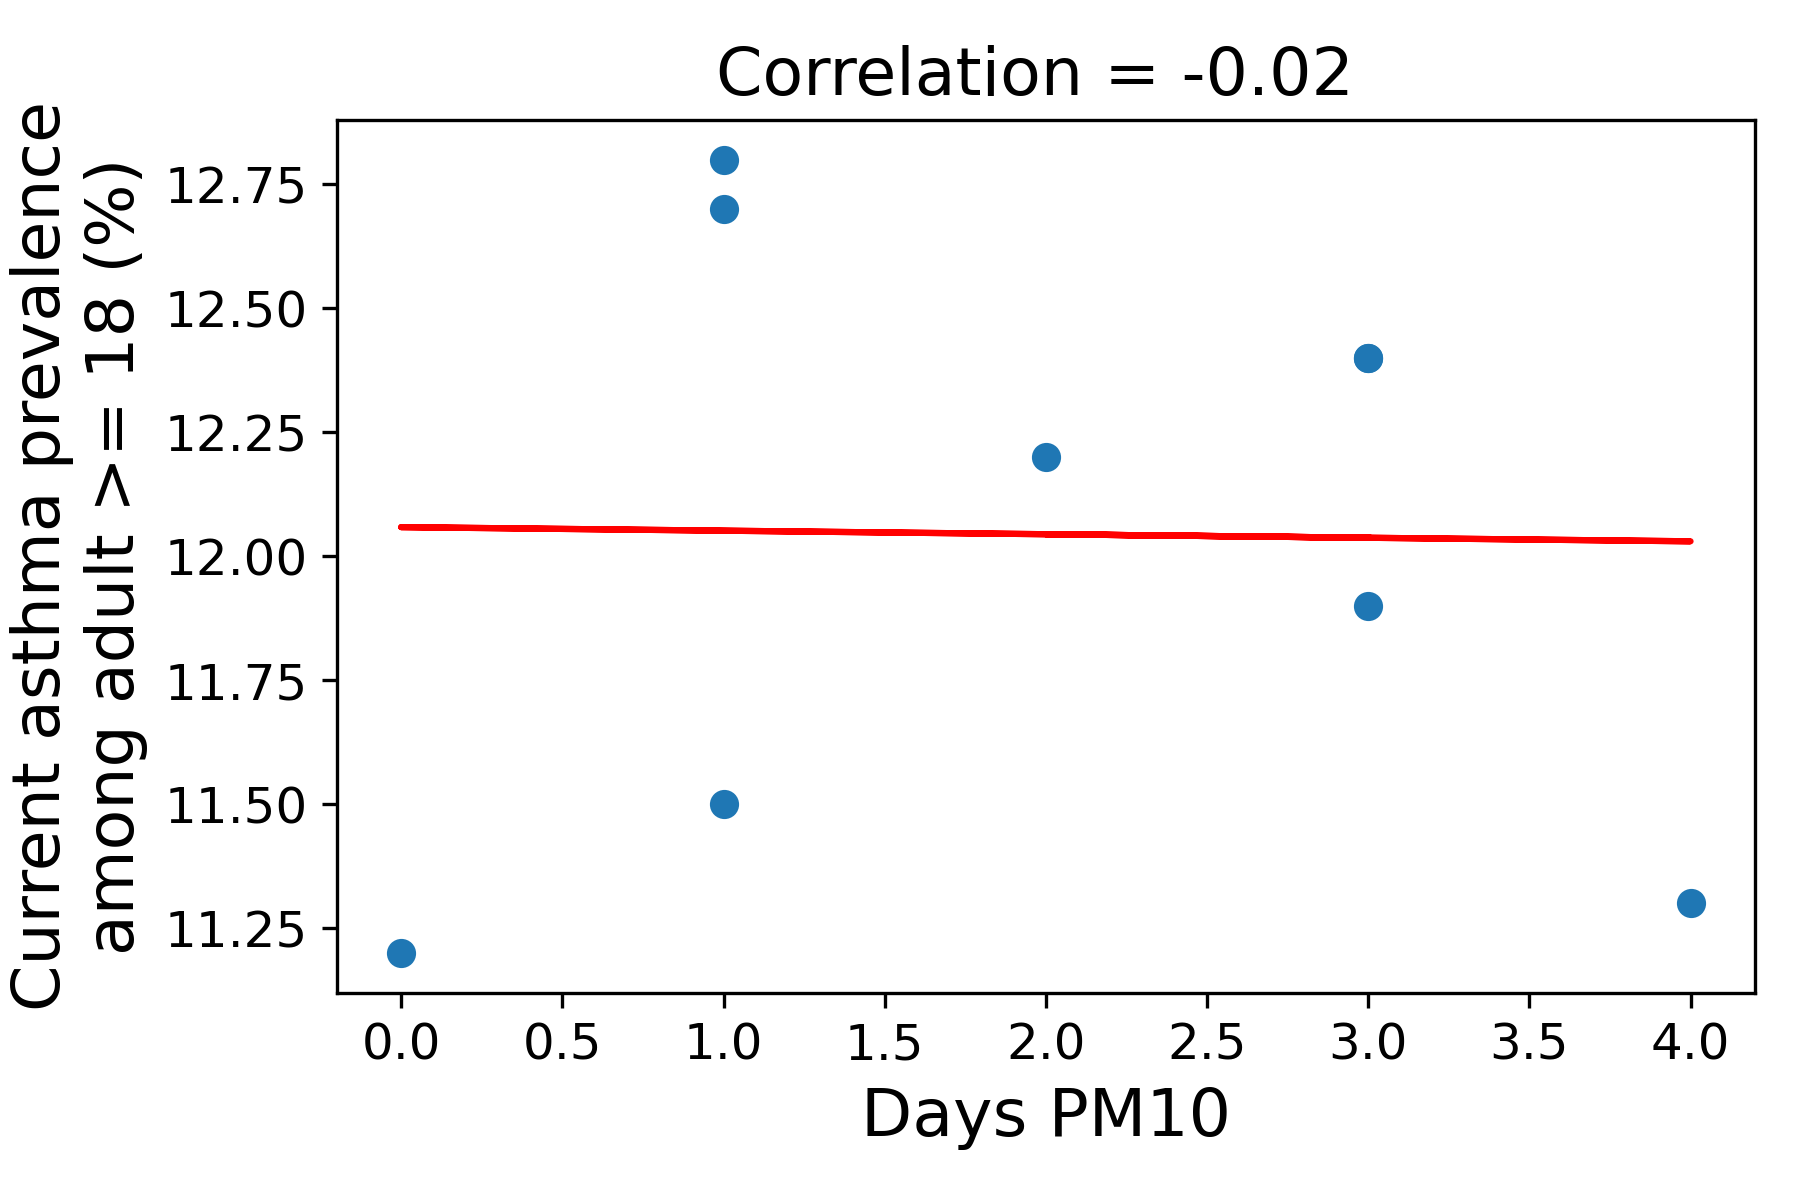 Correlation = -0.02
Current asthma prevalence
among adult >= 18 (%)
12.75
12.50
12.25
12.00
11.75
11.50
11.25
0.0 0.5 1.0 1.5 2.0 2.5 3.0 3.5 4.0
Days PM10